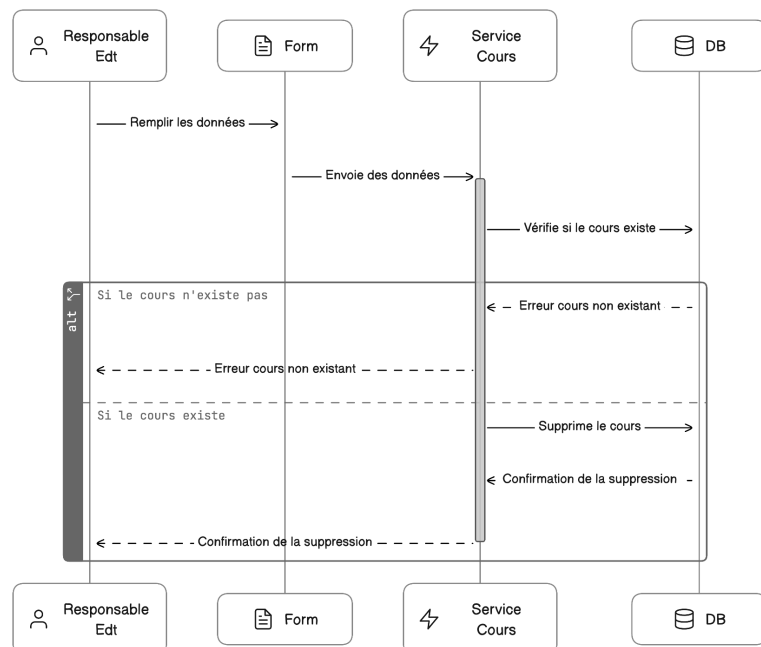 Responsable
Edt
Form
Service
Cours
DB
Remplir les données
Envoie des données
Vérifie si le cours existe
alt
Si le cours n'existe pas
Erreur cours non existant
Erreur cours non existant
Si le cours existe
Supprime le cours
Confirmation de la suppression
Confirmation de la suppression
Responsable
Edt
Form
Service
Cours
DB